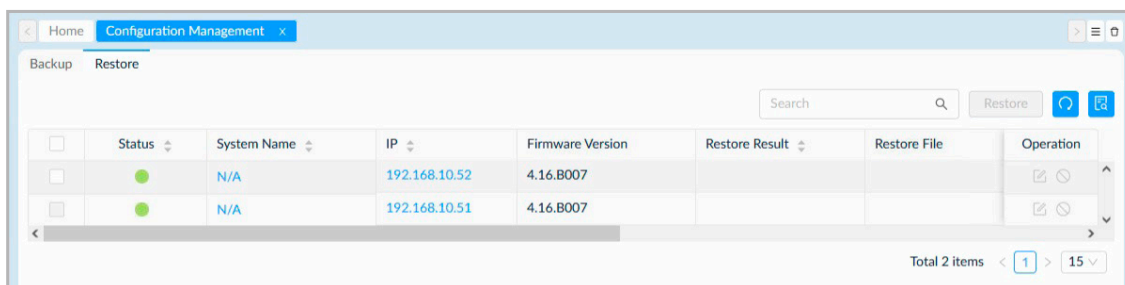 Home Configuration Management x
Backup Restore
Search Restore
Status System Name IP Firmware Version Restore Result Restore File Operation
N/A 192.168.10.52 4.16.B007
N/A 192.168.10.51 4.16.B007
Total 2 items < 1 > 15